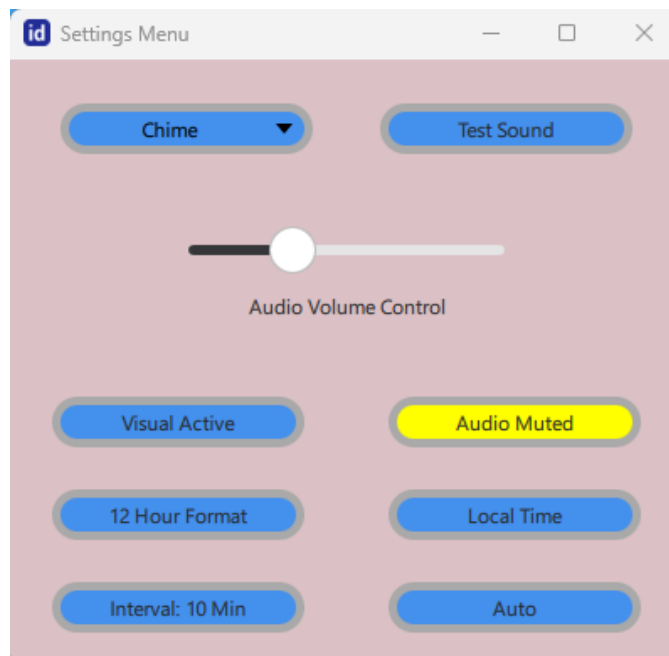 id Settings Menu
Chime
Test Sound
Audio Volume Control
Visual Active
Audio Muted
12 Hour Format
Local Time
Interval: 10 Min
Auto